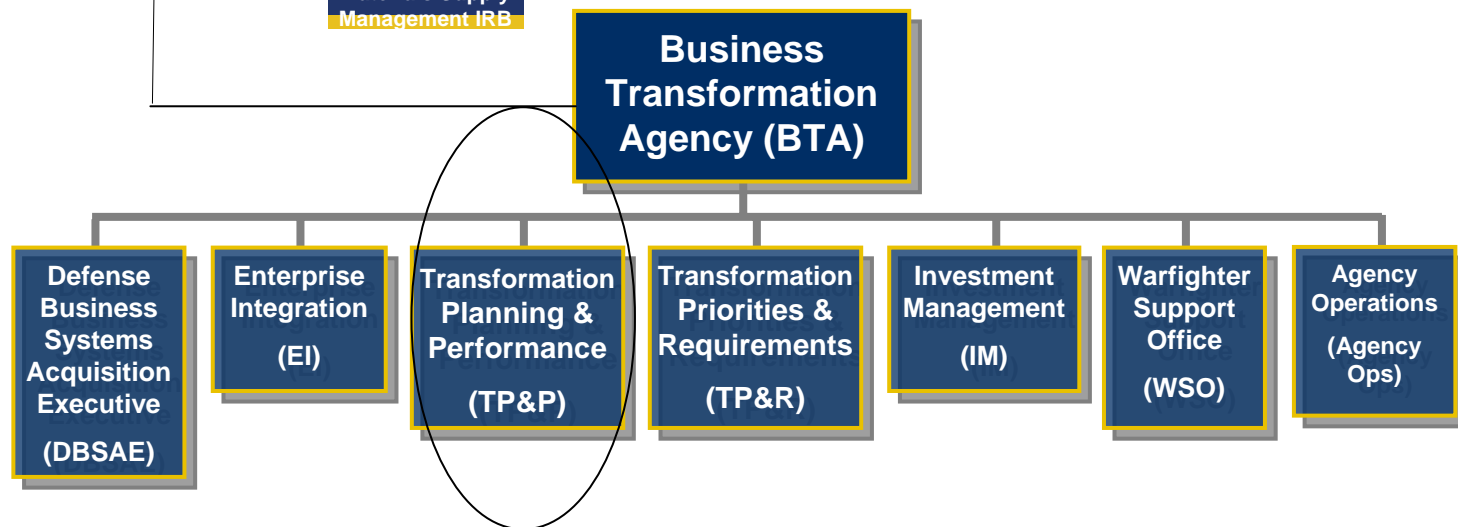 Management IRB
Business
Transformation
Agency (BTA)
Defense
Business
Systems
Acquisition
Executive
(DBSAE)
Enterprise
Integration
(EI)
Transformation
Planning &
Performance
(TP&P)
Transformation
Priorities &
Requirements
(TP&R)
Investment
Management
(IM)
Warfighter
Support
Office
(WSO)
Agency
Operations
(Agency
Ops)